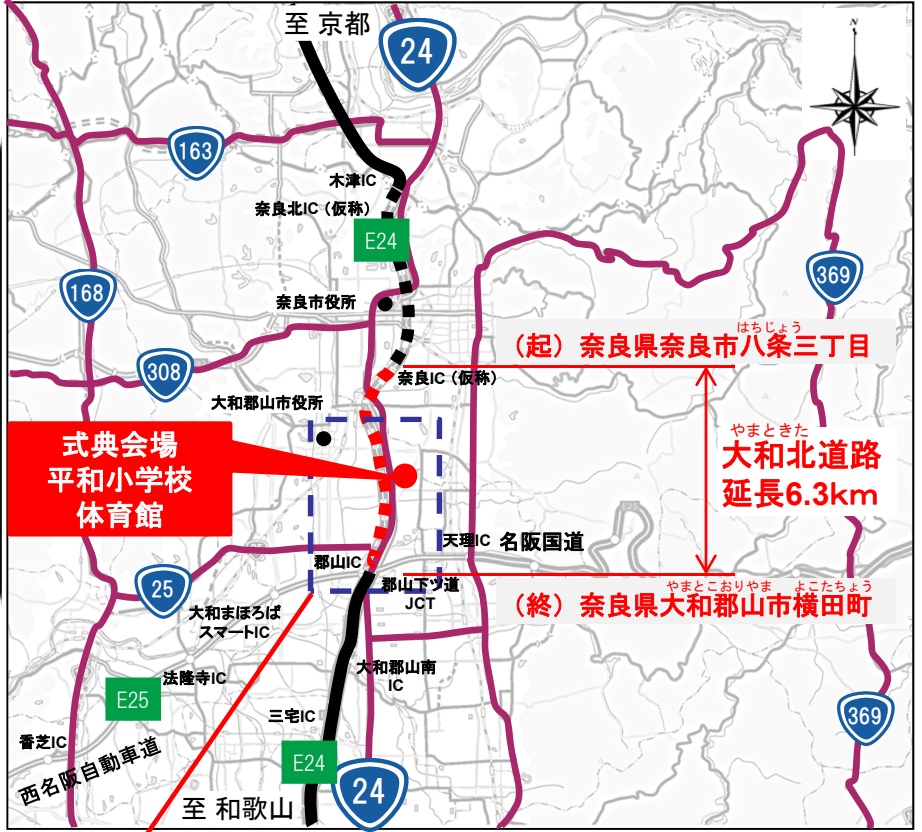 至 京都
24
N
163
木津IC
奈良北IC（仮称）
E24
369
168
奈良市役所
はちじょう
（起）奈良県奈良市八条三丁目
308
奈良IC（仮称）
大和郡山市役所
やまときた
大和北道路
延長6.3km
式典会場
平和小学校
体育館
天理IC
名阪国道
郡山IC
25
郡山下ツ道
JCT
やまとこおりやま よこたちょう
（終）奈良県大和郡山市横田町
大和まほろば
スマートIC
大和郡山南
IC
法隆寺IC
E25
三宅IC
369
香芝IC
西名阪自動車道
E24
24
至 和歌山